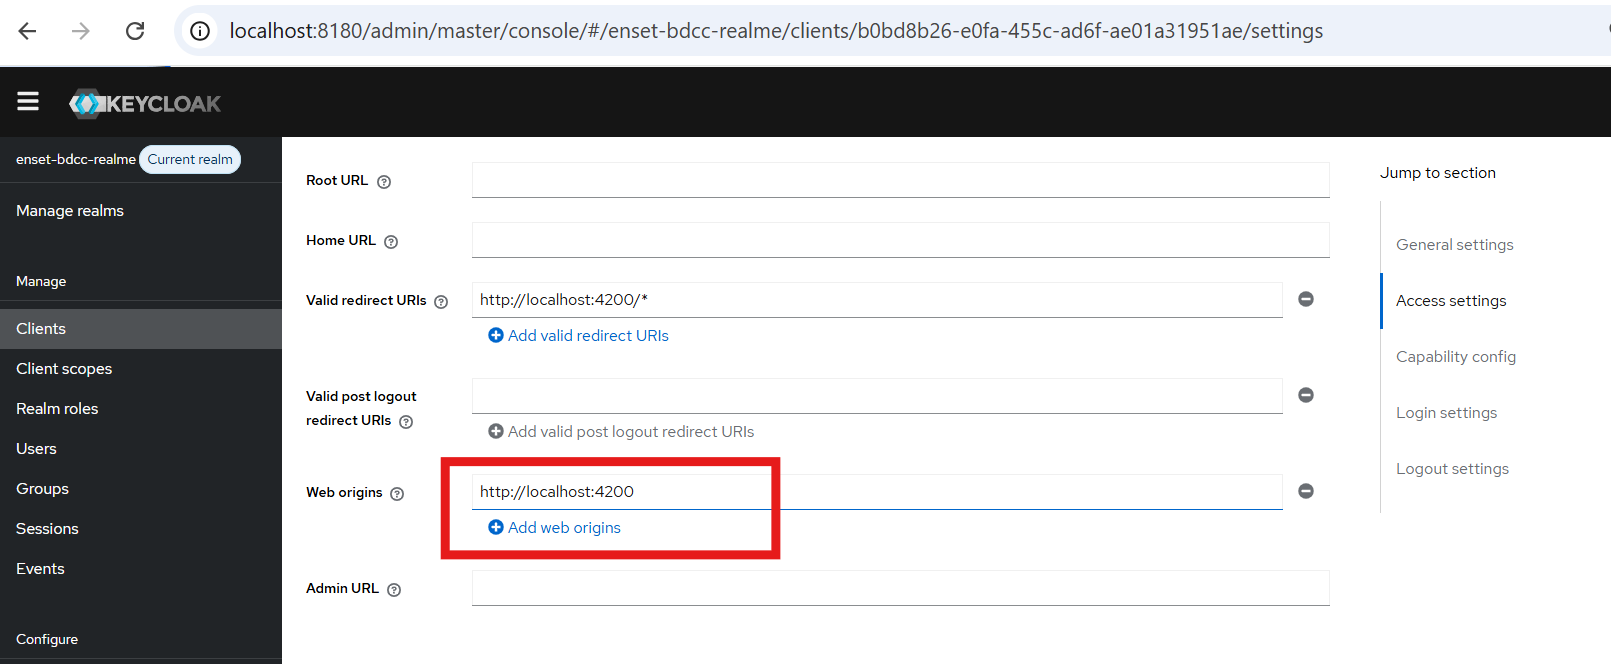 localhost:8180/admin/master/console/#/enset-bdcc-realme/clients/b0bd8b26-e0fa-455c-ad6f-ae01a31951ae/settings
KEYCLOAK
enset-bdcc-realme Current realm
Manage realms
Manage
Clients
Client scopes
Realm roles
Users
Groups
Sessions
Events
Configure
Root URL
Home URL
Valid redirect URIs
http://localhost:4200/*
Add valid redirect URIs
Valid post logout
redirect URIs
Add valid post logout redirect URIs
Web origins
http://localhost:4200
Add web origins
Admin URL
Jump to section
General settings
Access settings
Capability config
Login settings
Logout settings